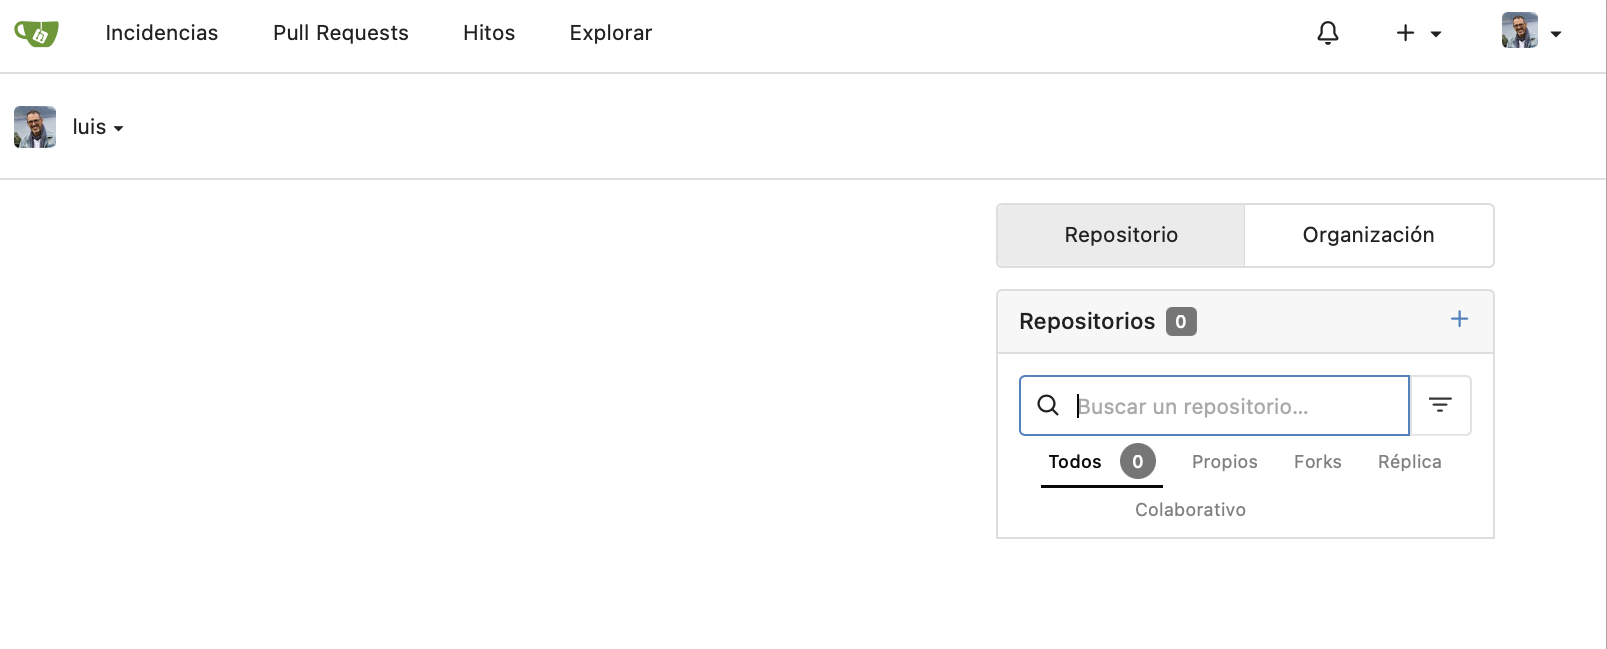 Incidencias Pull Requests Hitos Explorar
luis
Repositorio Organización
Repositorios 0
Buscar un repositorio...
Todos 0 Propios Forks Réplica
Colaborativo